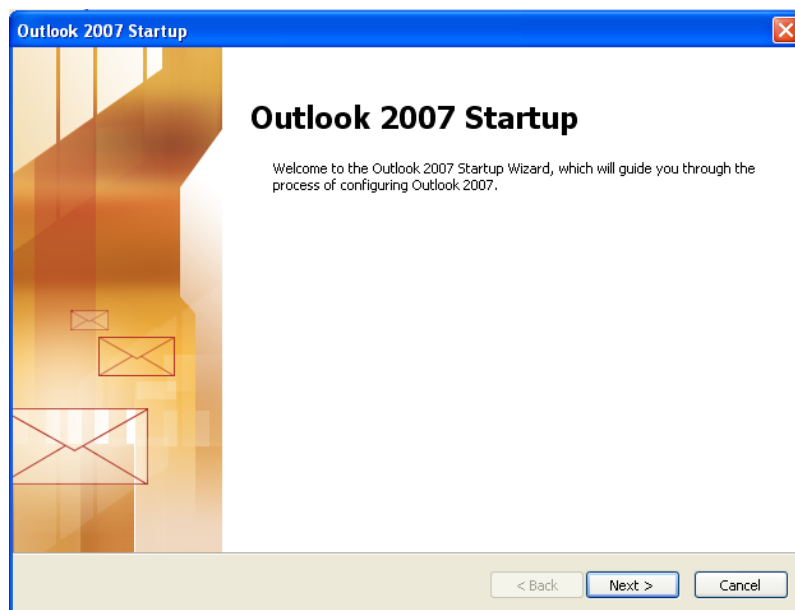 Outlook 2007 Startup
Outlook 2007 Startup
Welcome to the Outlook 2007 Startup Wizard, which will guide you through the
process of configuring Outlook 2007.
< Back Next > Cancel